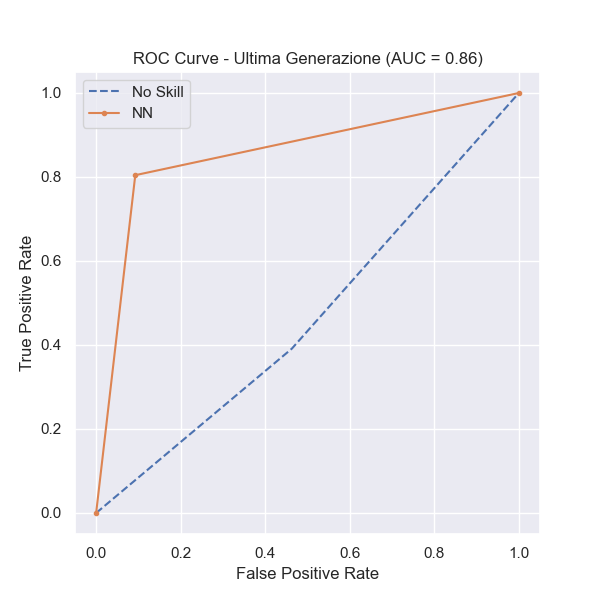 ROC Curve - Ultima Generazione (AUC = 0.86)
No Skill
NN
True Positive Rate
1.0
0.8
0.6
0.4
0.2
0.0
0.0 0.2 0.4 0.6 0.8 1.0
False Positive Rate